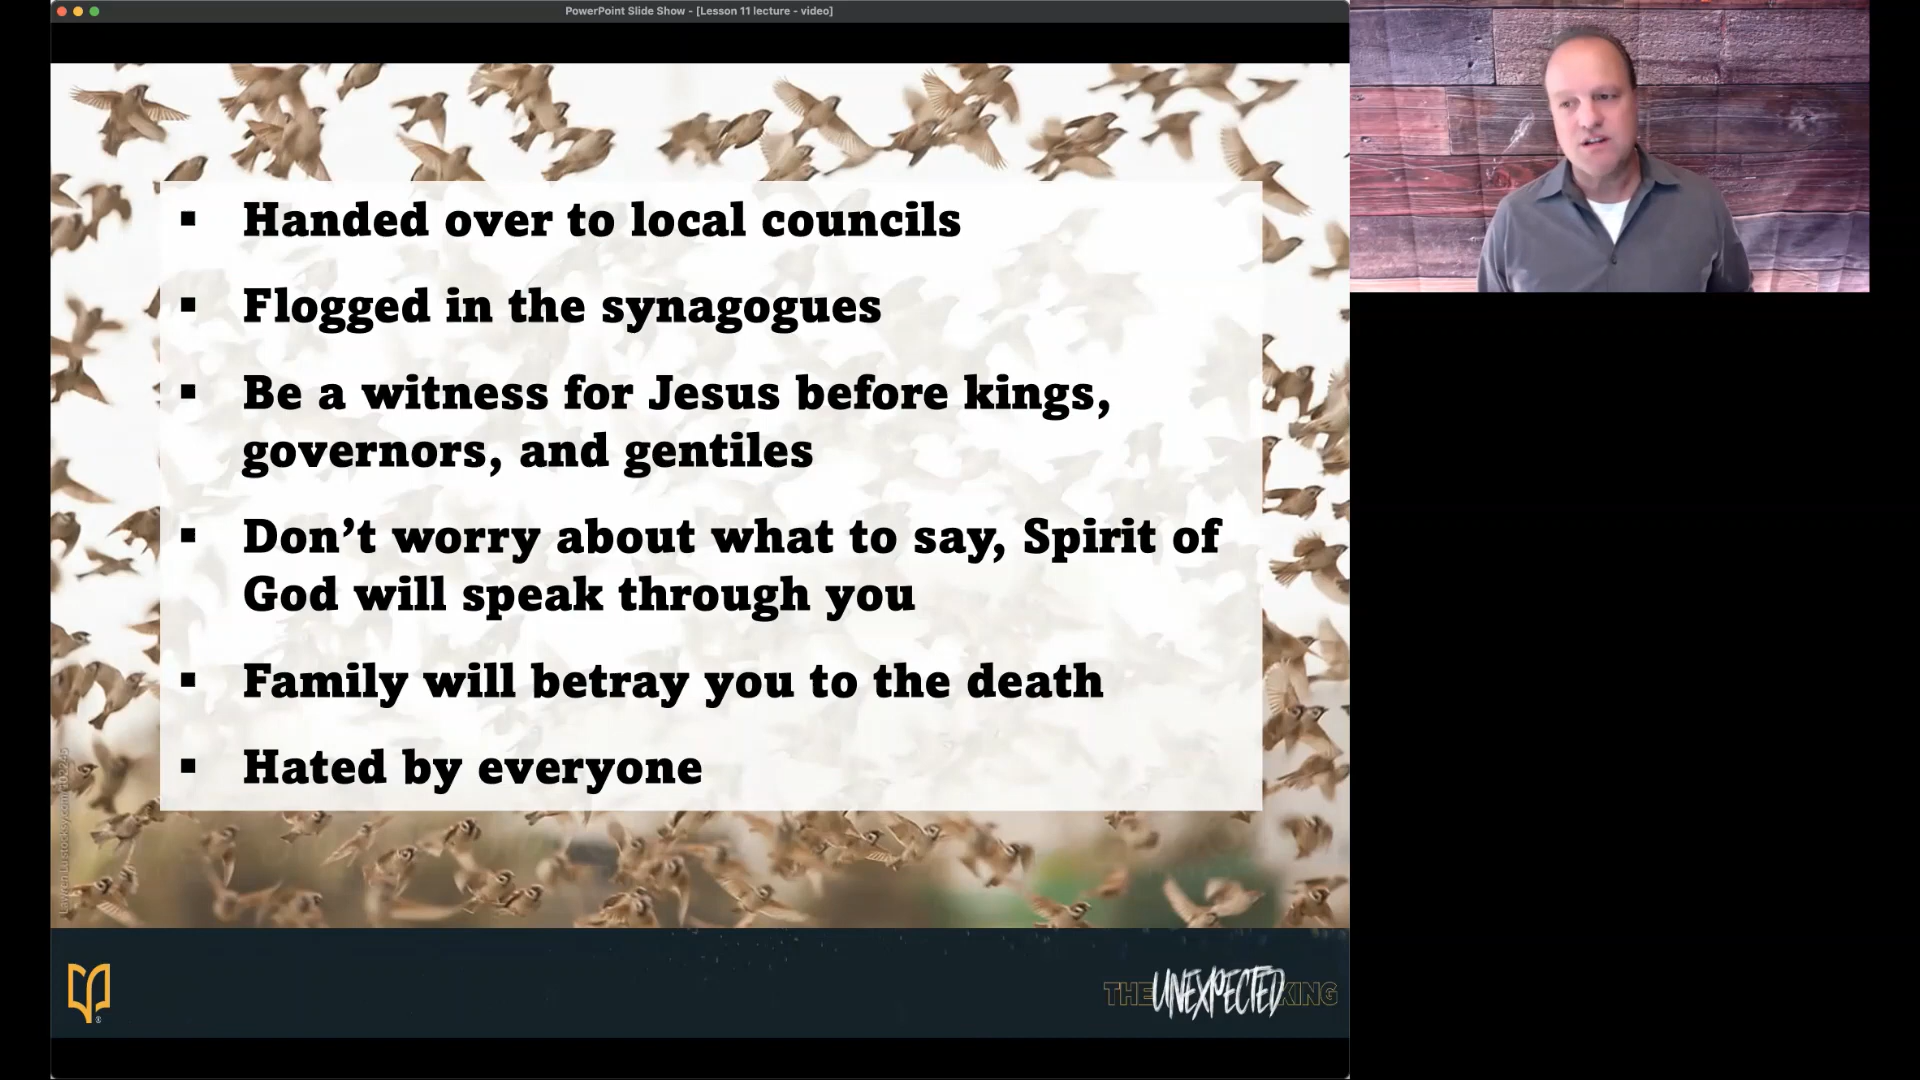 PowerPoint Slide Show - [Lesson 11 lecture - video]
▪ Handed over to local councils
▪ Flogged in the synagogues
▪ Be a witness for Jesus before kings,
governors, and gentiles
▪ Don’t worry about what to say, Spirit of
God will speak through you
▪ Family will betray you to the death
▪ Hated by everyone
THE UNEXPECTED KING